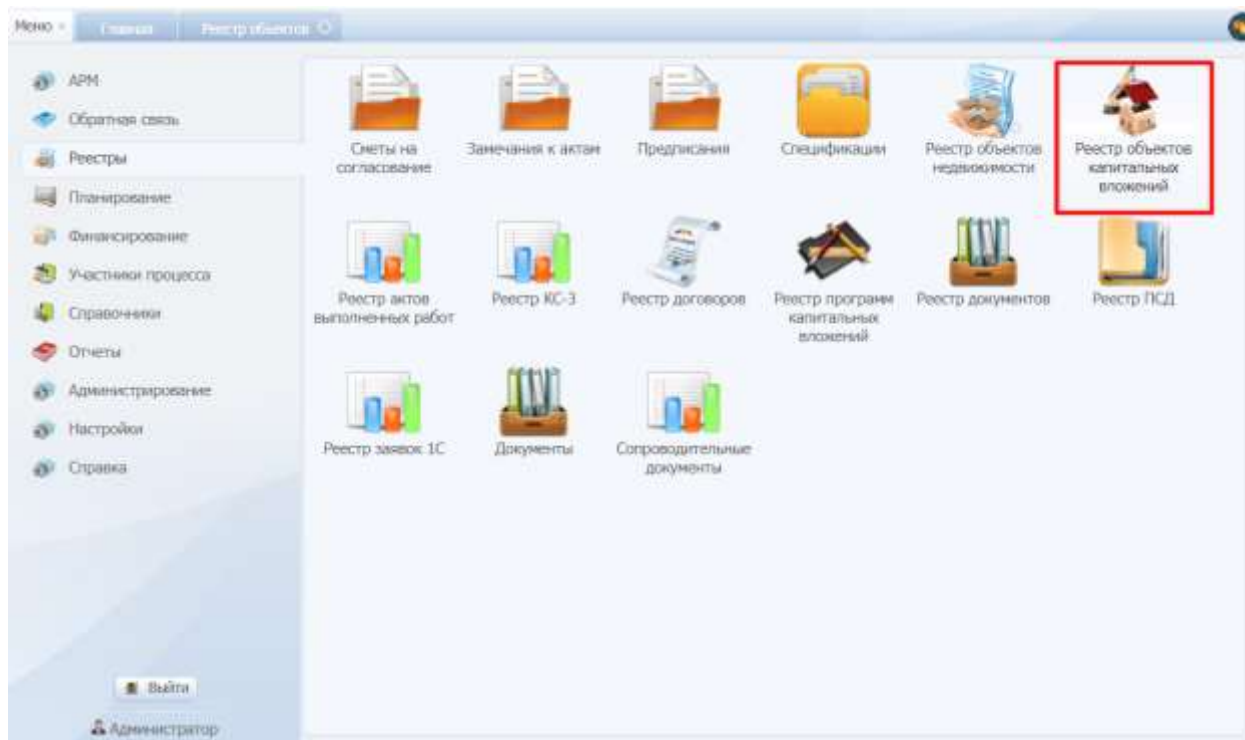 Меню
Главная
Реестр объектов
АРМ
Обратная связь
Реестры
Планирование
Финансирование
Участники процесса
Справочники
Отчеты
Администрирование
Настройки
Справка
Выйти
Администратор
Сметы на
согласование
Замечания к актам
Предписания
Спецификации
Реестр объектов
недвижимости
Реестр объектов
капитальных
вложений
Реестр актов
выполненных работ
Реестр КС-3
Реестр договоров
Реестр программ
капитальных
вложений
Реестр документов
Реестр ПСД
Реестр заявок 1С
Документы
Сопроводительные
документы